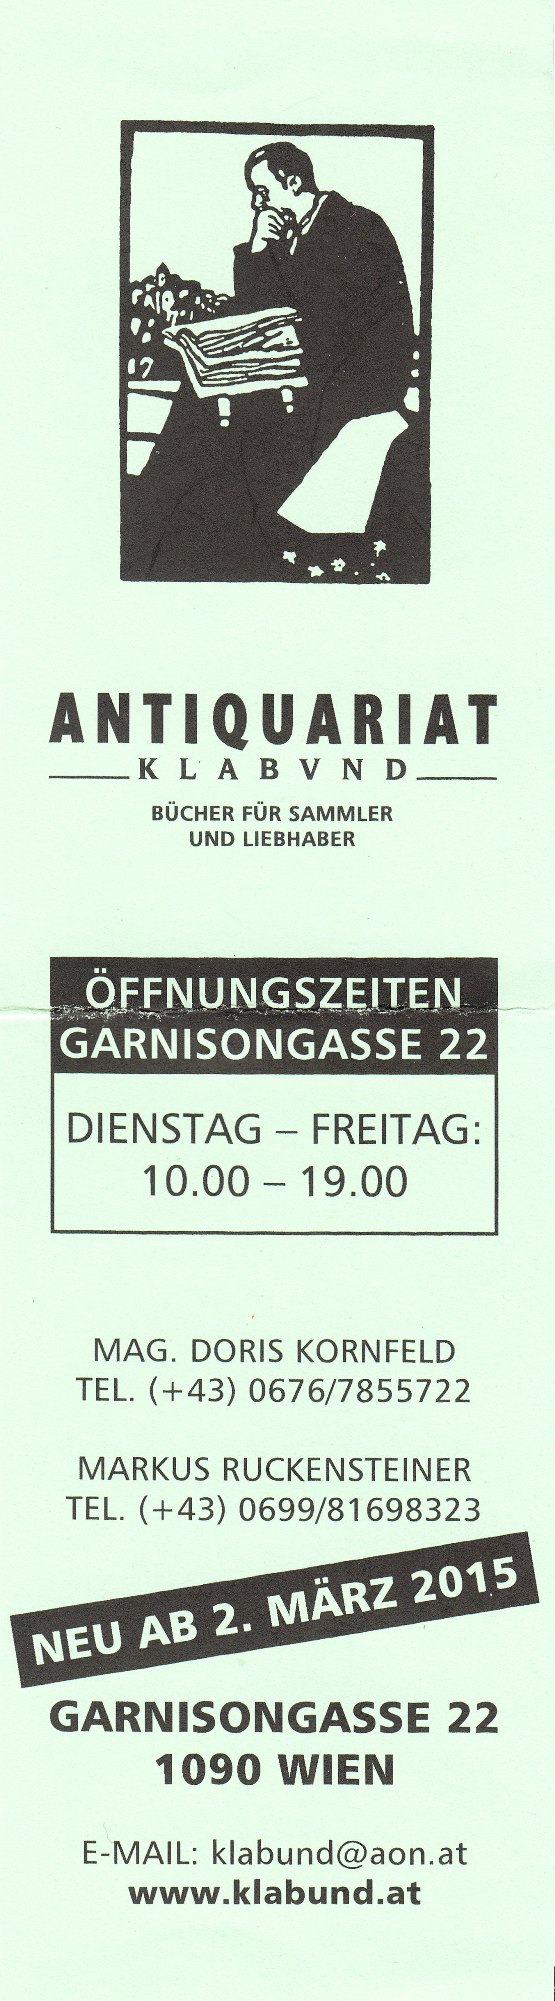 ANTIQUARIAT
KLABVND
BÜCHER FÜR SAMMLER
UND LIEBHABER
ÖFFNUNGSZEITEN
GARNISONGASSE 22
DIENSTAG – FREITAG:
10.00 – 19.00
MAG. DORIS KORNFELD
TEL. (+43) 0676/7855722
MARKUS RUCKENSTEINER
TEL. (+43) 0699/81698323
NEU AB 2. MÄRZ 2015
GARNISONGASSE 22
1090 WIEN
E-MAIL: klabund@aon.at
www.klabund.at